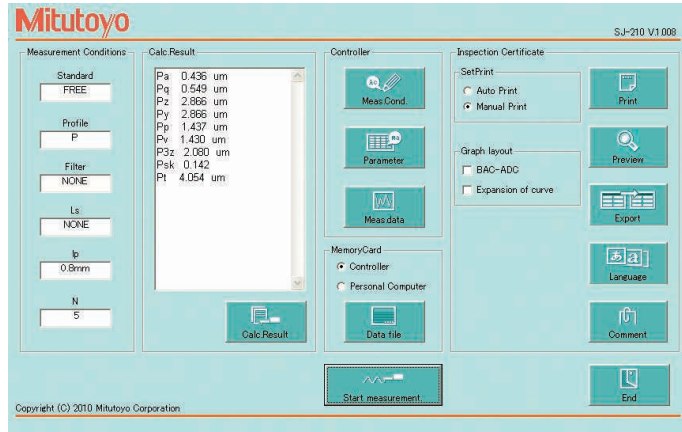 Mitutoyo
SJ-210 V.1.008
Measurement Conditions
Standard
FREE
Profile
P
Filter
NONE
Ls
NONE
lp
0.8mm
N
5
Calc.Result
Pa 0.436 um
Pq 0.549 um
Pz 2.866 um
Py 2.866 um
Pp 1.437 um
Pv 1.430 um
P3z 2.080 um
Psk 0.142
Pt 4.054 um
Calc.Result
Controller
Meas.Cond.
Parameter
Meas.data
MemoryCard
Controller
Personal Computer
Data file
Start measurement.
Inspection Certificate
SetPrint
Auto Print
Manual Print
Graph layout
BAC-ADC
Expansion of curve
Print
Preview
Export
あ a
Language
Comment
End
Copyright (C) 2010 Mitutoyo Corporation